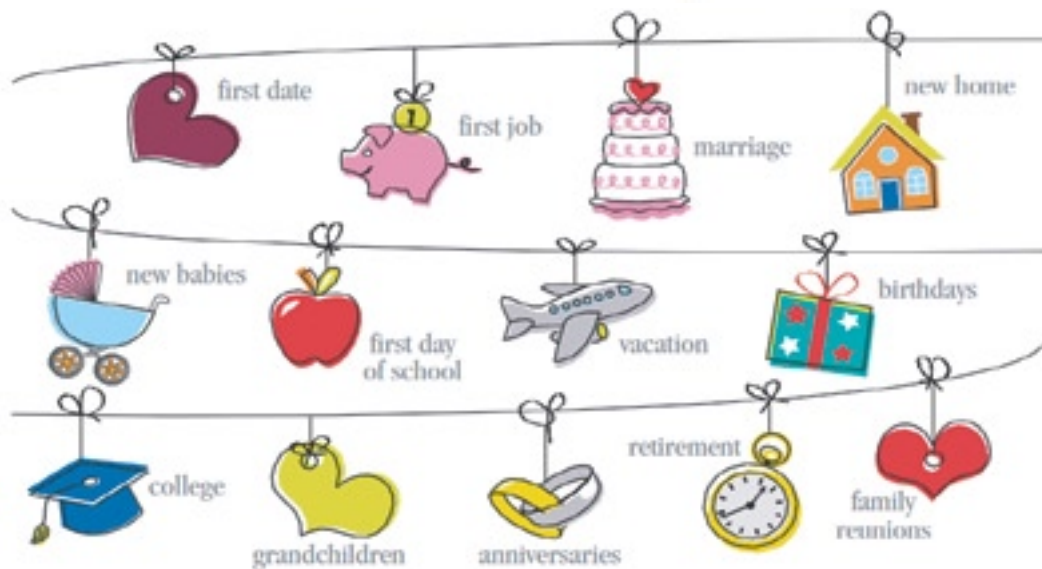 first date
1
first job
marriage
new home
new babies
first day
of school
vacation
birthdays
college
grandchildren
anniversaries
retirement
family
reunions